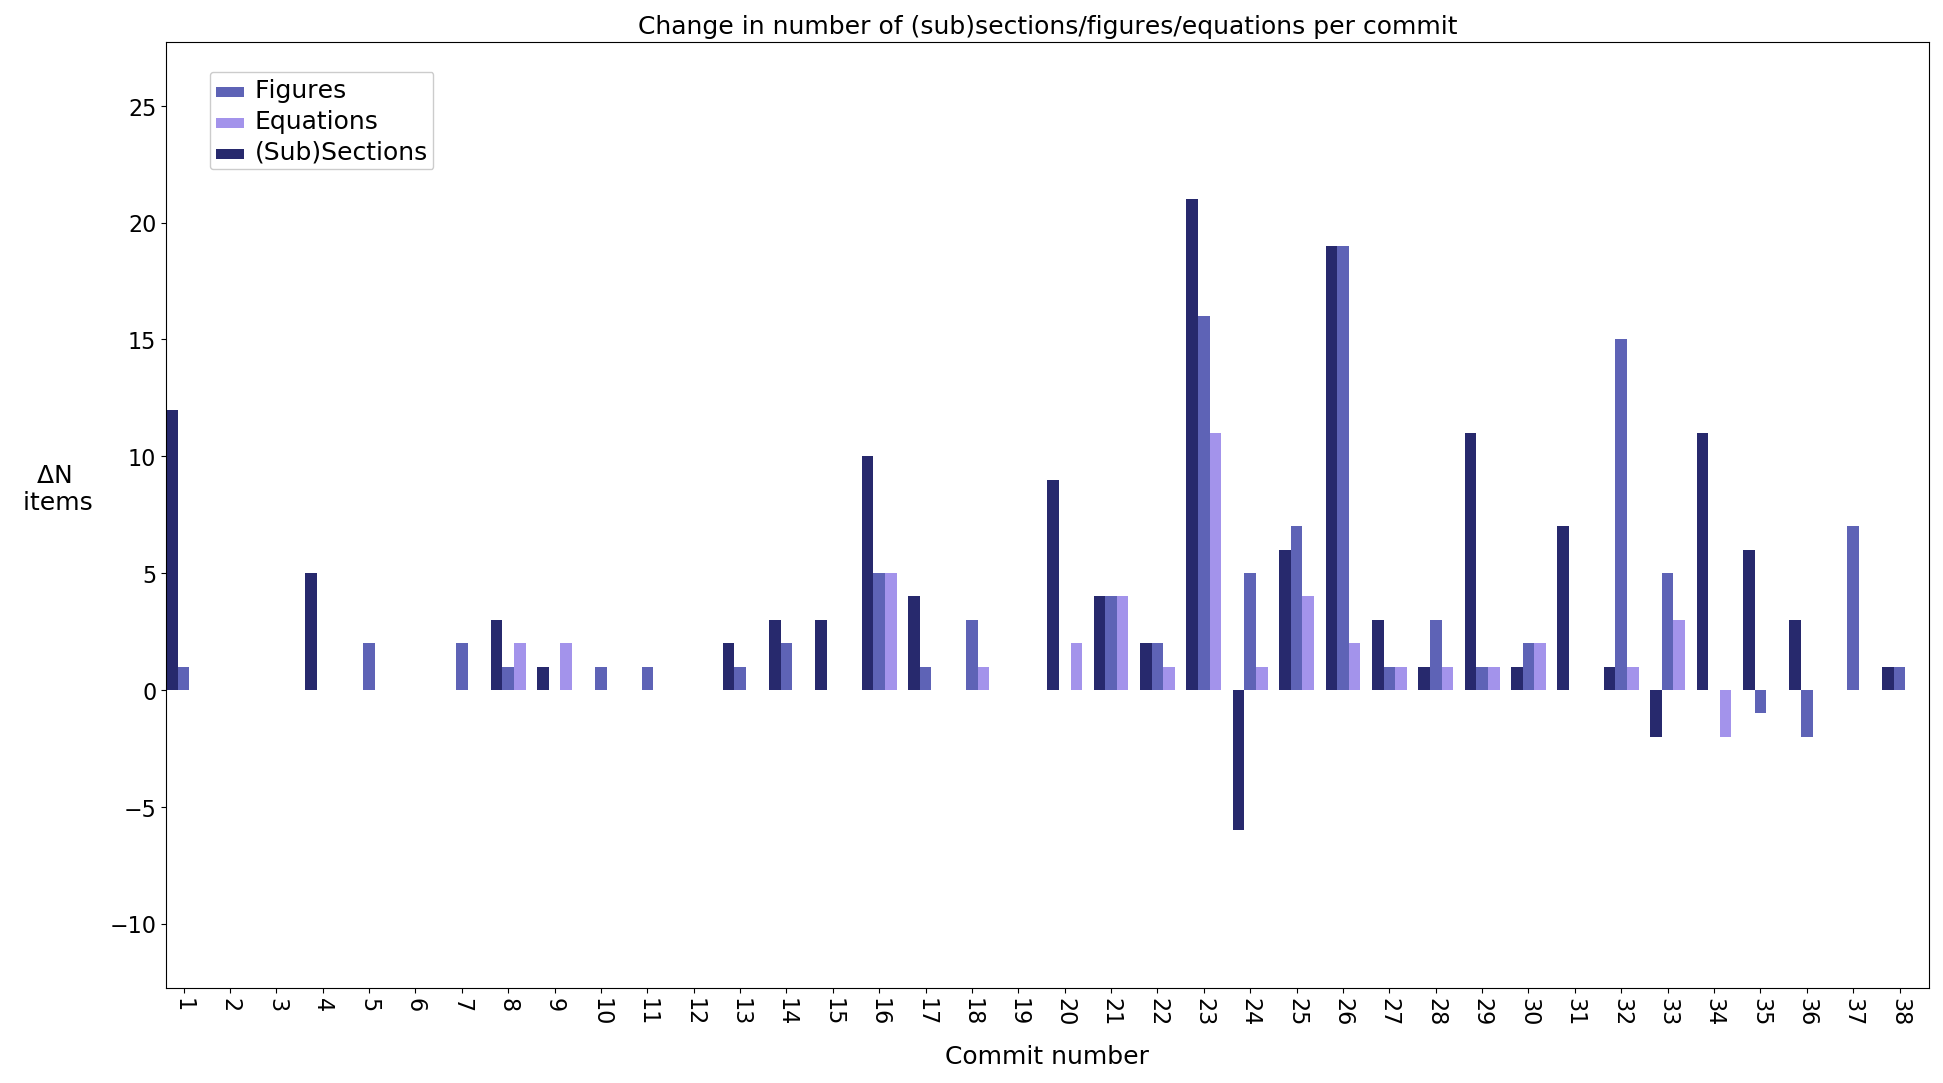 Change in number of (sub)sections/figures/equations per commit
Figures
Equations
(Sub)Sections
25
20
15
10
5
0
−5
−10
ΔN
items
1 2 3 4 5 6 7 8 9 10 11 12 13 14 15 16 17 18 19 20 21 22 23 24 25 26 27 28 29 30 31 32 33 34 35 36 37 38
Commit number